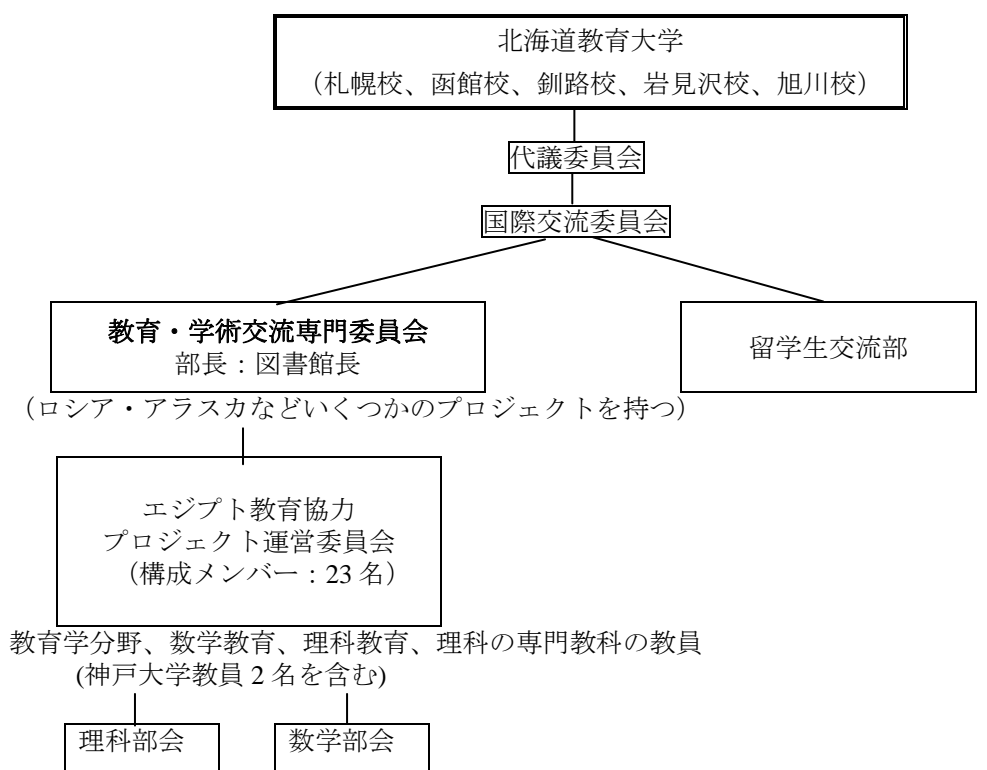 北海道教育大学
（札幌校、函館校、釧路校、岩見沢校、旭川校）
代議委員会
国際交流委員会
教育・学術交流専門委員会
部長：図書館長
留学生交流部
（ロシア・アラスカなどいくつかのプロジェクトを持つ）
エジプト教育協力
プロジェクト運営委員会
（構成メンバー：23 名）
教育学分野、数学教育、理科教育、理科の専門教科の教員
(神戸大学教員 2 名を含む)
理科部会
数学部会